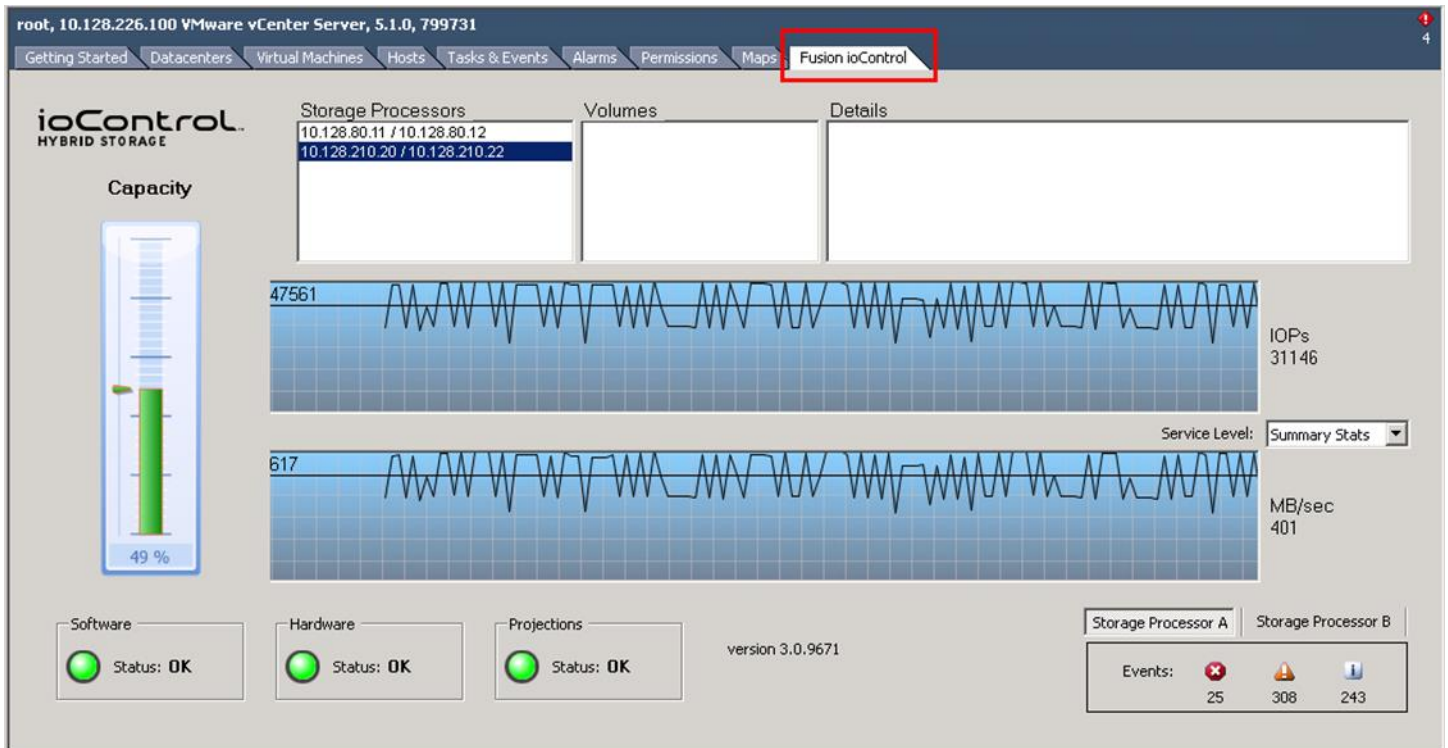 root, 10.128.226.100 VMware vCenter Server, 5.1.0, 799731
4
Getting Started Datacenters Virtual Machines Hosts Tasks & Events Alarms Permissions Maps Fusion ioControl
ioControl
HYBRID STORAGE
Storage Processors Volumes Details
10.128.80.11 / 10.128.80.12
10.128.210.20 / 10.128.210.22
Capacity
49 %
47561
IOPs
31146
Service Level: Summary Stats
617
MB/sec
401
Software
Status: OK
Hardware
Status: OK
Projections
Status: OK
version 3.0.9671
Storage Processor A Storage Processor B
Events:
25 308 243